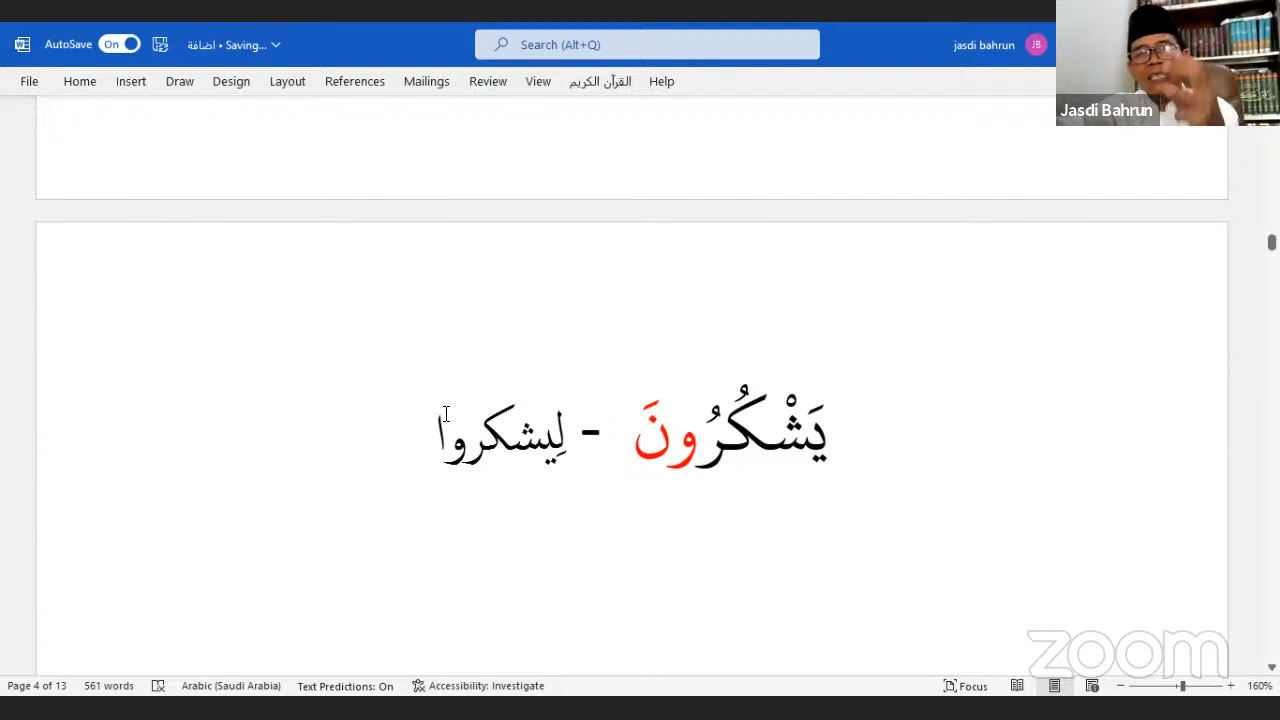 AutoSave On اضافة • Saving... Search (Alt+Q) jasdi bahrun JB
File Home Insert Draw Design Layout References Mailings Review View القرآن الكريم Help
Jasdi Bahrun
يَشْكُرُونَ - لِيشكروا
zoom
Page 4 of 13 561 words Arabic (Saudi Arabia) Text Predictions: On Accessibility: Investigate Focus 160%